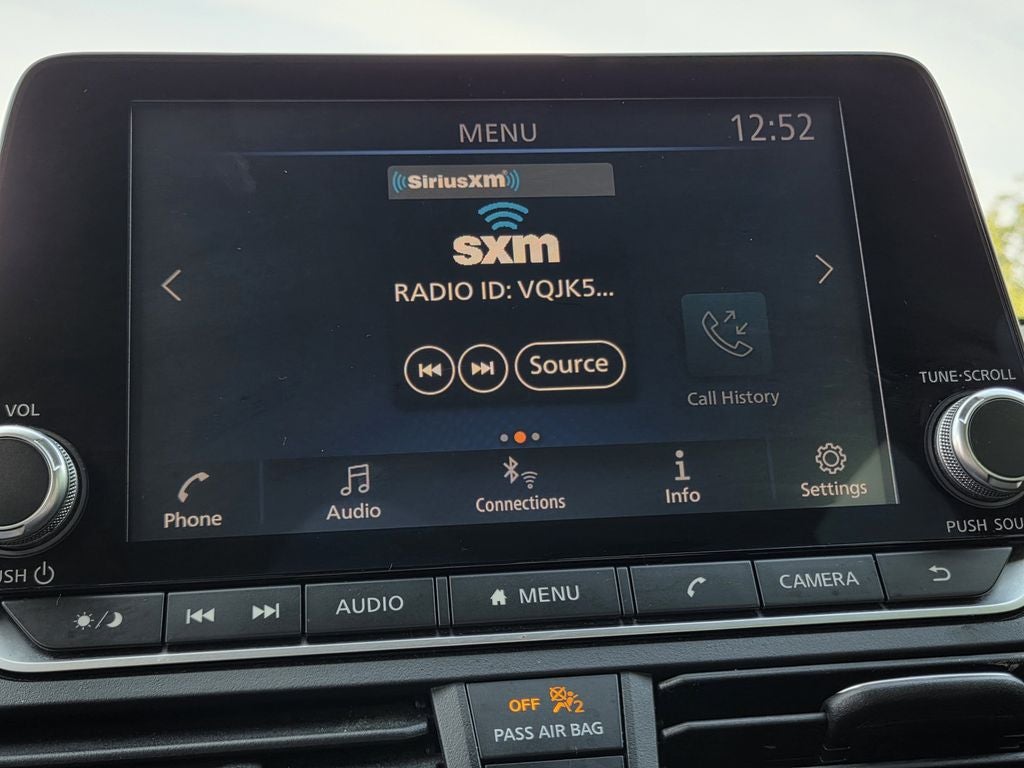 MENU
12:52
SiriusXm
sxm
RADIO ID: VQJK5...
Source
Call History
Phone
Audio
Connections
Info
Settings
VOL
TUNE·SCROLL
USH
PUSH SOU
AUDIO
MENU
CAMERA
OFF 2
PASS AIR BAG